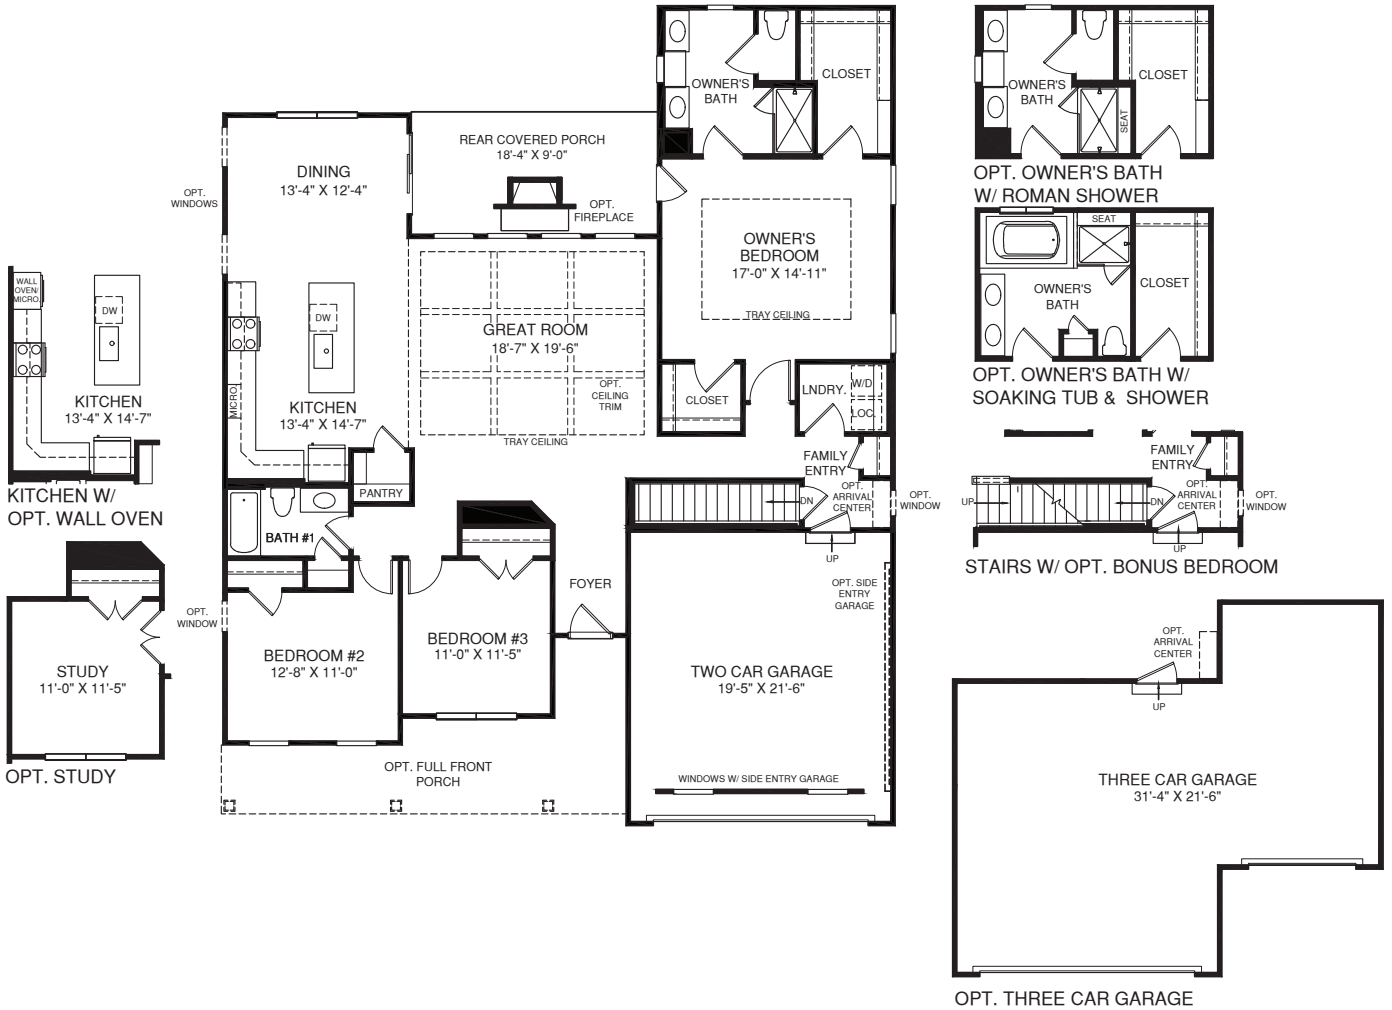 OWNER'S
BATH
CLOSET
REAR COVERED PORCH
18'-4" X 9'-0"
OPT.
FIREPLACE
DINING
13'-4" X 12'-4"
OPT.
WINDOWS
OWNER'S
BEDROOM
17'-0" X 14'-11"
TRAY CEILING
GREAT ROOM
18'-7" X 19'-6"
OPT.
CEILING
TRIM
TRAY CEILING
DW
MICRO.
KITCHEN
13'-4" X 14'-7"
PANTRY
CLOSET
LNDRY.
W/D
LOC.
FAMILY
ENTRY
OPT.
ARRIVAL
CENTER
OPT.
WINDOW
DN
UP
BATH #1
OPT.
WINDOW
BEDROOM #2
12'-8" X 11'-0"
BEDROOM #3
11'-0" X 11'-5"
FOYER
OPT. SIDE
ENTRY
GARAGE
TWO CAR GARAGE
19'-5" X 21'-6"
WINDOWS W/ SIDE ENTRY GARAGE
OPT. FULL FRONT
PORCH
WALL
OVEN/
MICRO.
DW
KITCHEN
13'-4" X 14'-7"
KITCHEN W/
OPT. WALL OVEN
STUDY
11'-0" X 11'-5"
OPT. STUDY
OWNER'S
BATH
SEAT
CLOSET
OPT. OWNER'S BATH
W/ ROMAN SHOWER
SEAT
OWNER'S
BATH
CLOSET
OPT. OWNER'S BATH W/
SOAKING TUB & SHOWER
FAMILY
ENTRY
OPT.
ARRIVAL
CENTER
OPT.
WINDOW
UP
DN
UP
STAIRS W/ OPT. BONUS BEDROOM
OPT.
ARRIVAL
CENTER
UP
THREE CAR GARAGE
31'-4" X 21'-6"
OPT. THREE CAR GARAGE